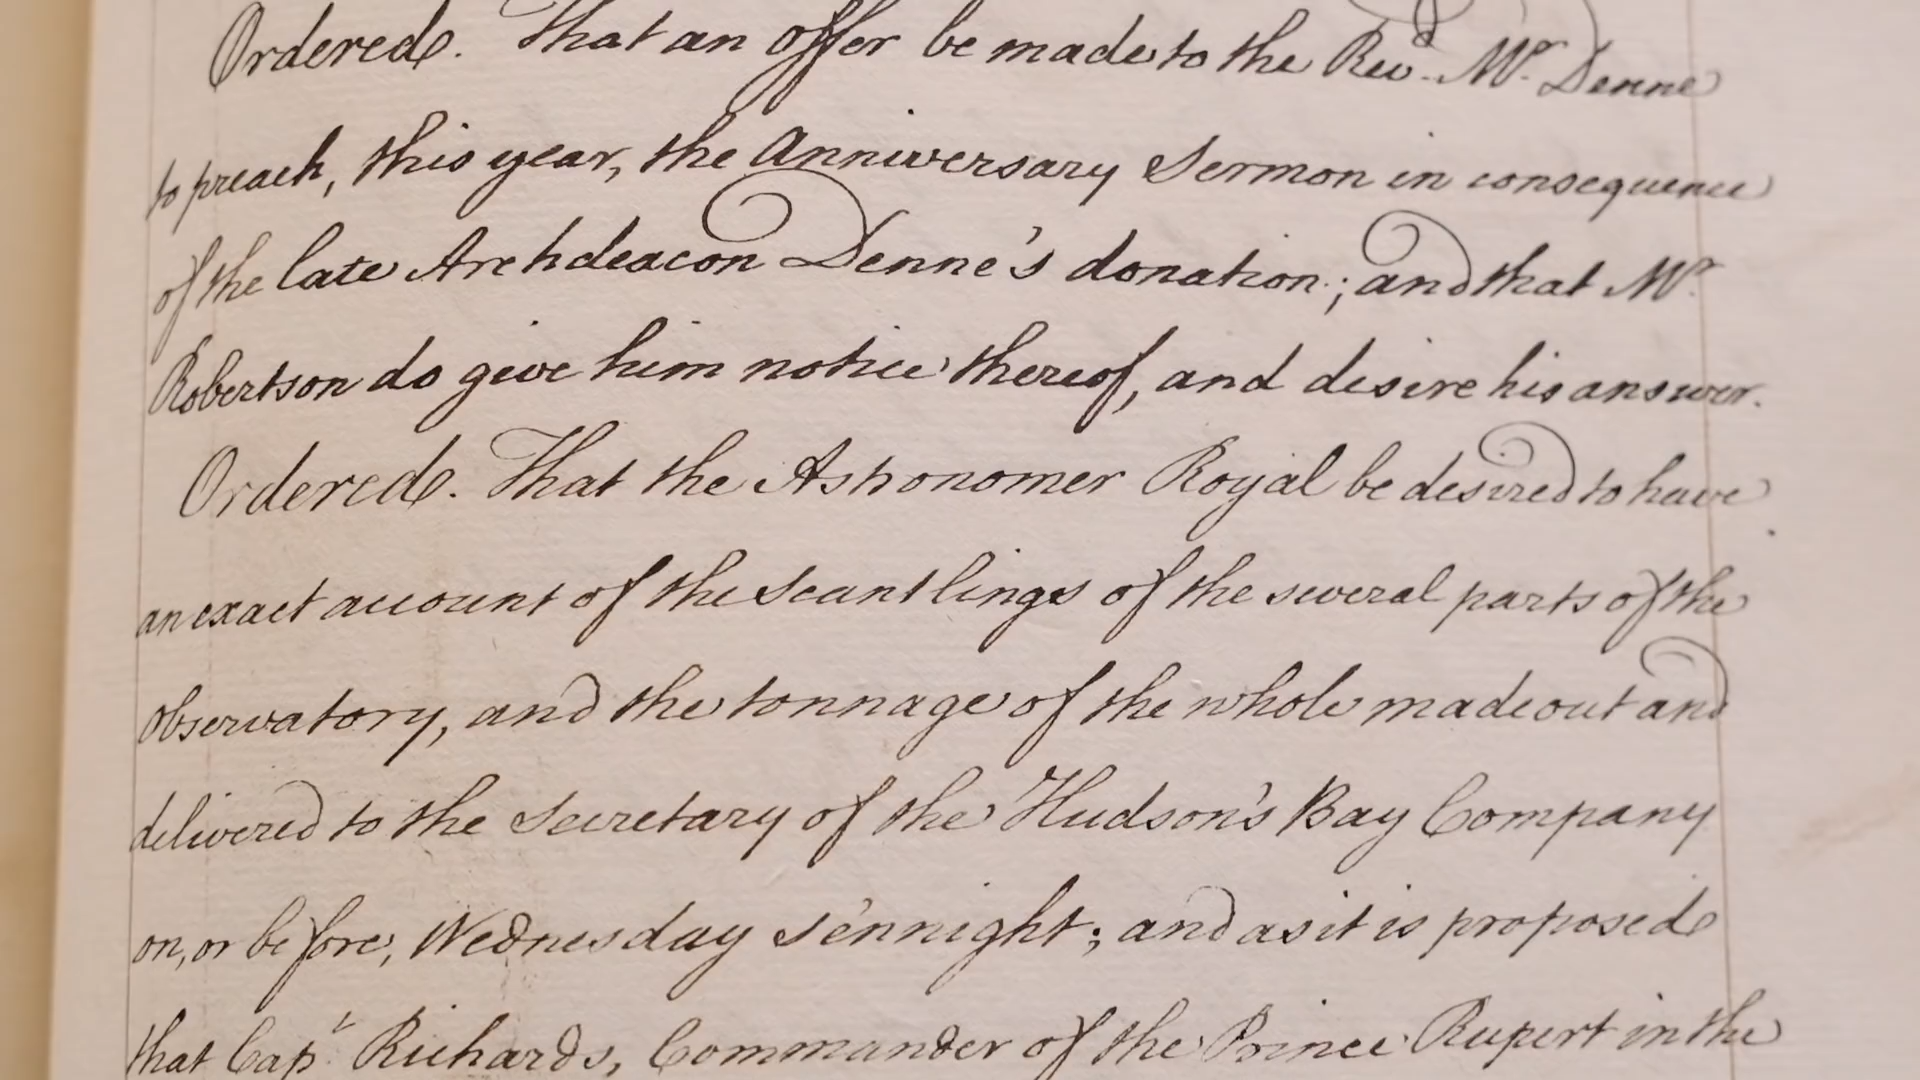 Ordered. That an offer be made to the Revd. Mr. Denne
to preach, this year, the Anniversary Sermon in consequence
of the late Archdeacon Denne's donation; and that Mr.
Robertson do give him notice thereof, and desire his answer.
Ordered. That the Astronomer Royal be desired to have
an exact account of the scantlings of the several parts of the
Observatory, and the tonnage of the whole made out and
delivered to the Secretary of the Hudson's Bay Company
on, or before, Wednesday se'nnight; and as it is proposed
that Capt. Richards, Commander of the Prince Rupert in the